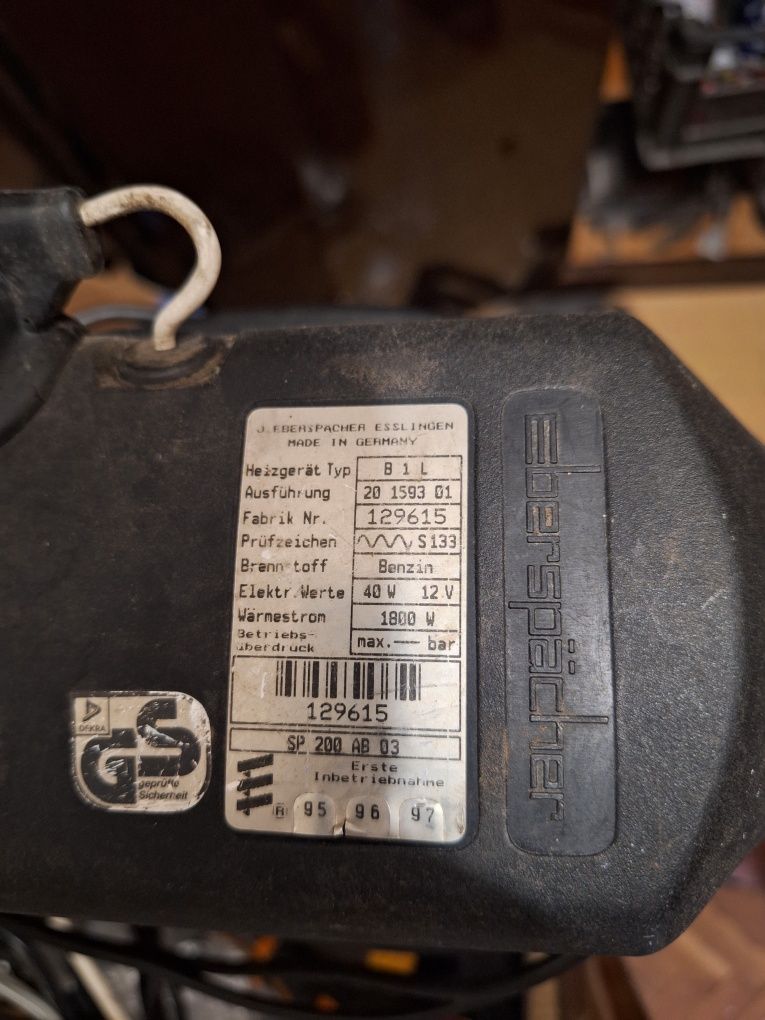 J.EBERSPACHER ESSLINGEN
MADE IN GERMANY
Heizgerät Typ B 1 L
Ausführung 20 1593 01
Fabrik Nr. 129615
Prüfzeichen S133
Brennstoff Benzin
Elektr.Werte 40 W 12 V
Wärmestrom 1800 W
Betriebs-
überdruck max.-- bar
129615
SP 200 AB 03
Erste
Inbetriebnahme
R 95 96 97
DEKRA
GS
geprüfte
Sicherheit
Eberspächer